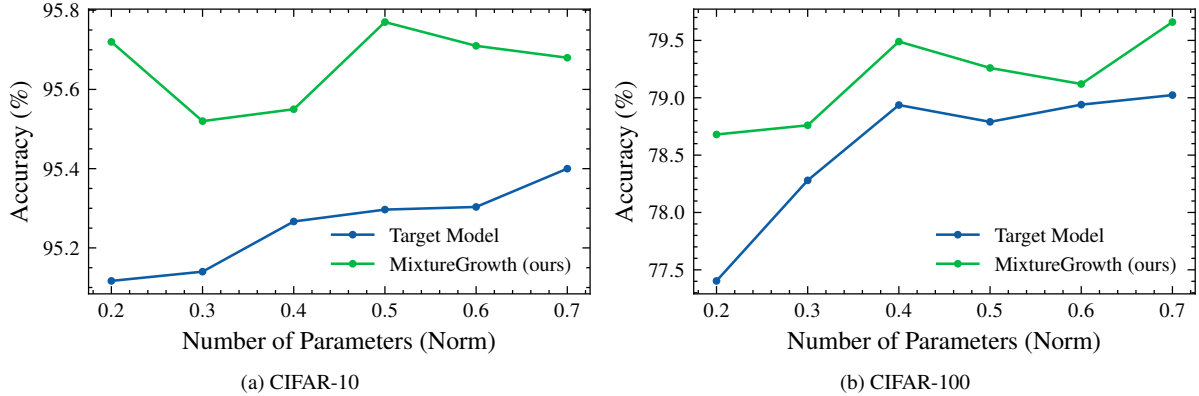 95.8
95.6
95.4
95.2
Accuracy (%)
Target Model
MixtureGrowth (ours)
0.2 0.3 0.4 0.5 0.6 0.7
Number of Parameters (Norm)
(a) CIFAR-10
79.5
79.0
78.5
78.0
77.5
Accuracy (%)
Target Model
MixtureGrowth (ours)
0.2 0.3 0.4 0.5 0.6 0.7
Number of Parameters (Norm)
(b) CIFAR-100